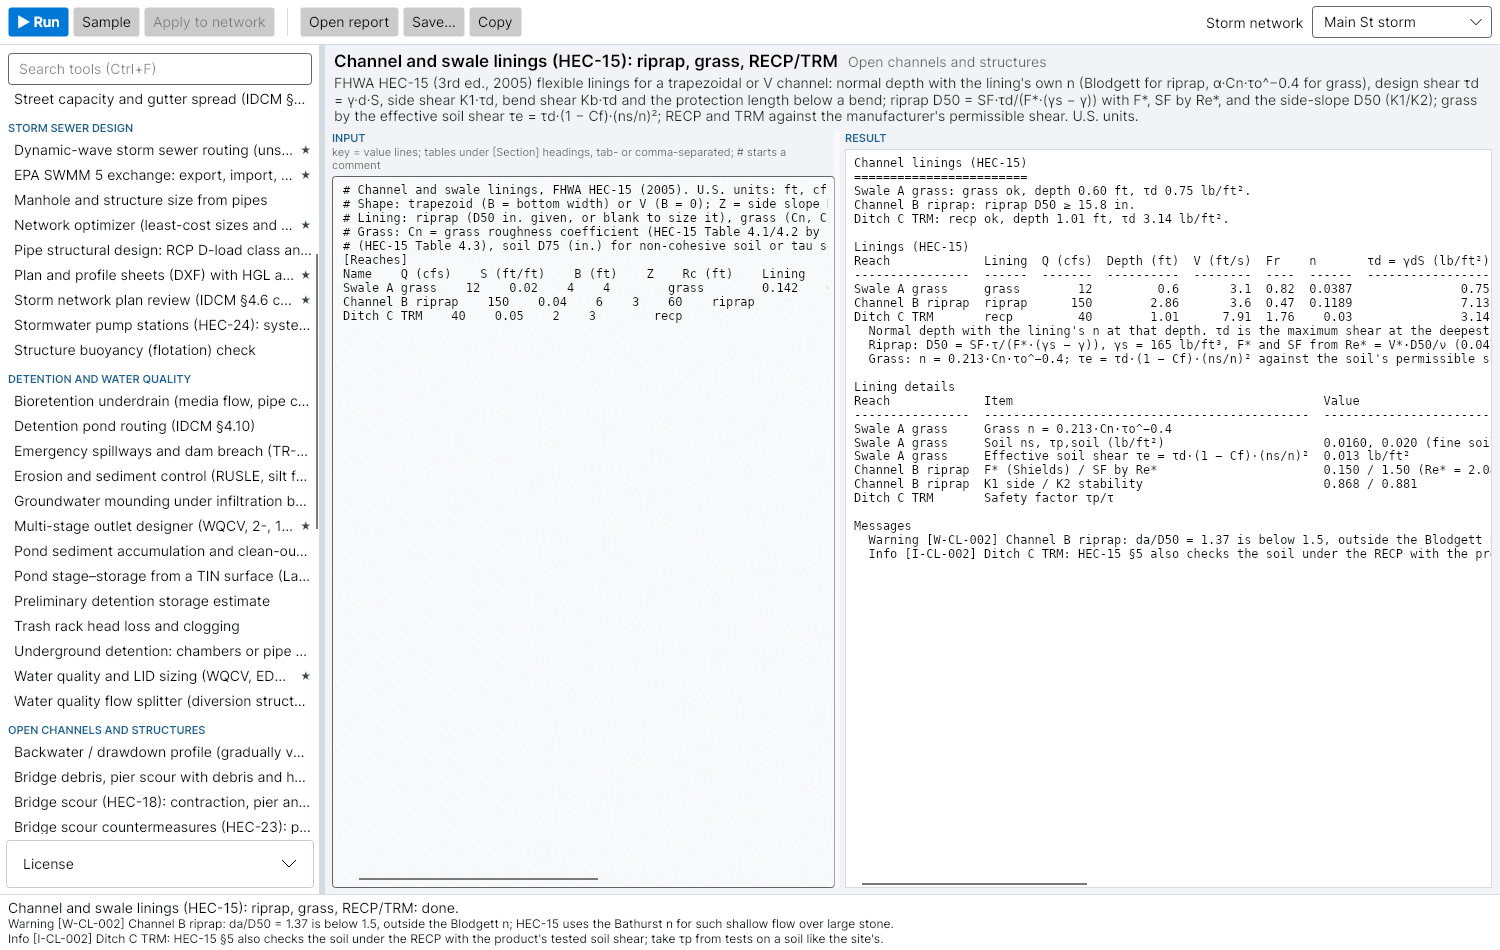 ▶ Run Sample Apply to network Open report Save... Copy Storm network Main St storm
Search tools (Ctrl+F)
Street capacity and gutter spread (IDCM §...
STORM SEWER DESIGN
Dynamic-wave storm sewer routing (uns... ★
EPA SWMM 5 exchange: export, import, ... ★
Manhole and structure size from pipes
Network optimizer (least-cost sizes and ... ★
Pipe structural design: RCP D-load class an...
Plan and profile sheets (DXF) with HGL a... ★
Storm network plan review (IDCM §4.6 c... ★
Stormwater pump stations (HEC-24): syste...
Structure buoyancy (flotation) check
DETENTION AND WATER QUALITY
Bioretention underdrain (media flow, pipe c...
Detention pond routing (IDCM §4.10)
Emergency spillways and dam breach (TR-...
Erosion and sediment control (RUSLE, silt f...
Groundwater mounding under infiltration b...
Multi-stage outlet designer (WQCV, 2-, 1... ★
Pond sediment accumulation and clean-ou...
Pond stage–storage from a TIN surface (La...
Preliminary detention storage estimate
Trash rack head loss and clogging
Underground detention: chambers or pipe ...
Water quality and LID sizing (WQCV, ED... ★
Water quality flow splitter (diversion struct...
OPEN CHANNELS AND STRUCTURES
Backwater / drawdown profile (gradually v...
Bridge debris, pier scour with debris and h...
Bridge scour (HEC-18): contraction, pier an...
Bridge scour countermeasures (HEC-23): p...
License
Channel and swale linings (HEC-15): riprap, grass, RECP/TRM Open channels and structures
FHWA HEC-15 (3rd ed., 2005) flexible linings for a trapezoidal or V channel: normal depth with the lining's own n (Blodgett for riprap, α·Cn·τo^−0.4 for grass), design shear τd
= γ·d·S, side shear K1·τd, bend shear Kb·τd and the protection length below a bend; riprap D50 = SF·τd/(F*·(γs − γ)) with F*, SF by Re*, and the side-slope D50 (K1/K2); grass
by the effective soil shear τe = τd·(1 − Cf)·(ns/n)²; RECP and TRM against the manufacturer's permissible shear. U.S. units.
INPUT
key = value lines; tables under [Section] headings, tab- or comma-separated; # starts a
comment
# Channel and swale linings, FHWA HEC-15 (2005). U.S. units: ft, cf
# Shape: trapezoid (B = bottom width) or V (B = 0); Z = side slope
# Lining: riprap (D50 in. given, or blank to size it), grass (Cn, C
# Grass: Cn = grass roughness coefficient (HEC-15 Table 4.1/4.2 by
# (HEC-15 Table 4.3), soil D75 (in.) for non-cohesive soil or tau s
[Reaches]
Name Q (cfs) S (ft/ft) B (ft) Z Rc (ft) Lining
Swale A grass 12 0.02 4 4 grass 0.142
Channel B riprap 150 0.04 6 3 60 riprap
Ditch C TRM 40 0.05 2 3 recp
RESULT
Channel linings (HEC-15)
========================
Swale A grass: grass ok, depth 0.60 ft, τd 0.75 lb/ft².
Channel B riprap: riprap D50 ≥ 15.8 in.
Ditch C TRM: recp ok, depth 1.01 ft, τd 3.14 lb/ft².
Linings (HEC-15)
Reach Lining Q (cfs) Depth (ft) V (ft/s) Fr n τd = γdS (lb/ft²)
---------------- ------ ------- ---------- -------- ---- ------ -----------------
Swale A grass grass 12 0.6 3.1 0.82 0.0387 0.75
Channel B riprap riprap 150 2.86 3.6 0.47 0.1189 7.13
Ditch C TRM recp 40 1.01 7.91 1.76 0.03 3.14
Normal depth with the lining's n at that depth. τd is the maximum shear at the deepest
Riprap: D50 = SF·τ/(F*·(γs − γ)), γs = 165 lb/ft³, F* and SF from Re* = V*·D50/ν (0.04
Grass: n = 0.213·Cn·τo^−0.4; τe = τd·(1 − Cf)·(ns/n)² against the soil's permissible s
Lining details
Reach Item Value
---------------- --------------------------------------------- -----------------------
Swale A grass Grass n = 0.213·Cn·τo^−0.4
Swale A grass Soil ns, τp,soil (lb/ft²) 0.0160, 0.020 (fine soi
Swale A grass Effective soil shear τe = τd·(1 − Cf)·(ns/n)² 0.013 lb/ft²
Channel B riprap F* (Shields) / SF by Re* 0.150 / 1.50 (Re* = 2.0
Channel B riprap K1 side / K2 stability 0.868 / 0.881
Ditch C TRM Safety factor τp/τ
Messages
Warning [W-CL-002] Channel B riprap: da/D50 = 1.37 is below 1.5, outside the Blodgett
Info [I-CL-002] Ditch C TRM: HEC-15 §5 also checks the soil under the RECP with the pr
Channel and swale linings (HEC-15): riprap, grass, RECP/TRM: done.
Warning [W-CL-002] Channel B riprap: da/D50 = 1.37 is below 1.5, outside the Blodgett n; HEC-15 uses the Bathurst n for such shallow flow over large stone.
Info [I-CL-002] Ditch C TRM: HEC-15 §5 also checks the soil under the RECP with the product's tested soil shear; take τp from tests on a soil like the site's.